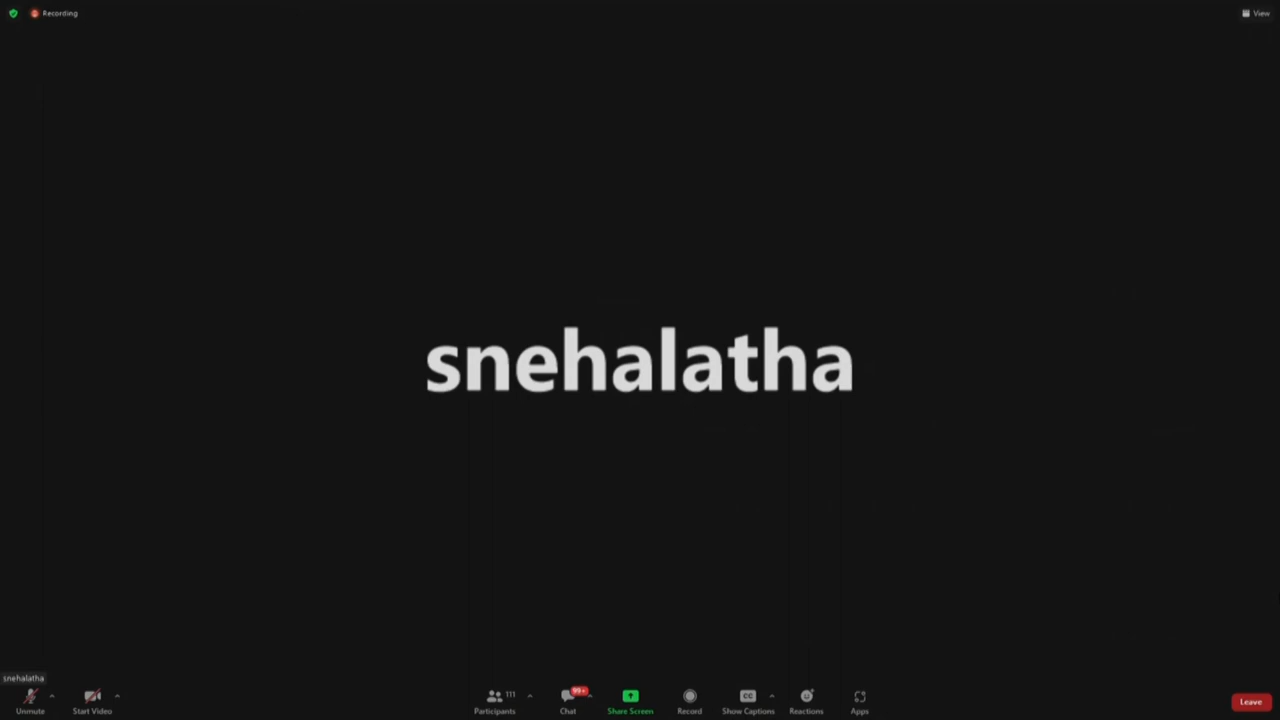 Recording
View
snehalatha
snehalatha
Unmute
Start Video
Participants
111
Chat
99+
Share Screen
Record
CC
Show Captions
Reactions
Apps
Leave